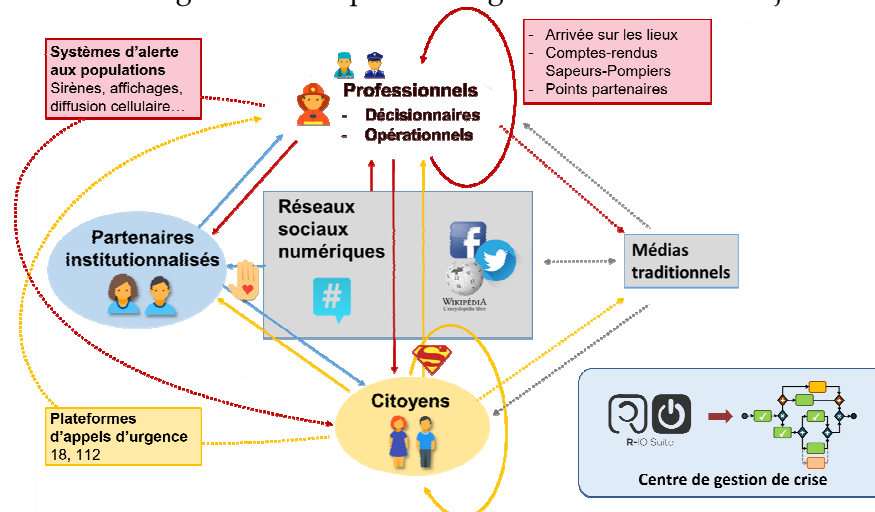 Systèmes d'alerte
aux populations
Sirènes, affichages,
diffusion cellulaire…
Professionnels
- Décisionnaires
- Opérationnels
- Arrivée sur les lieux
- Comptes-rendus
Sapeurs-Pompiers
- Points partenaires
Réseaux
sociaux
numériques
#
f
WIKIPÉDIA
L'encyclopédie libre
Partenaires
institutionnalisés
Médias
traditionnels
S
Citoyens
Plateformes
d'appels d'urgence
18, 112
R-IO Suite
Centre de gestion de crise